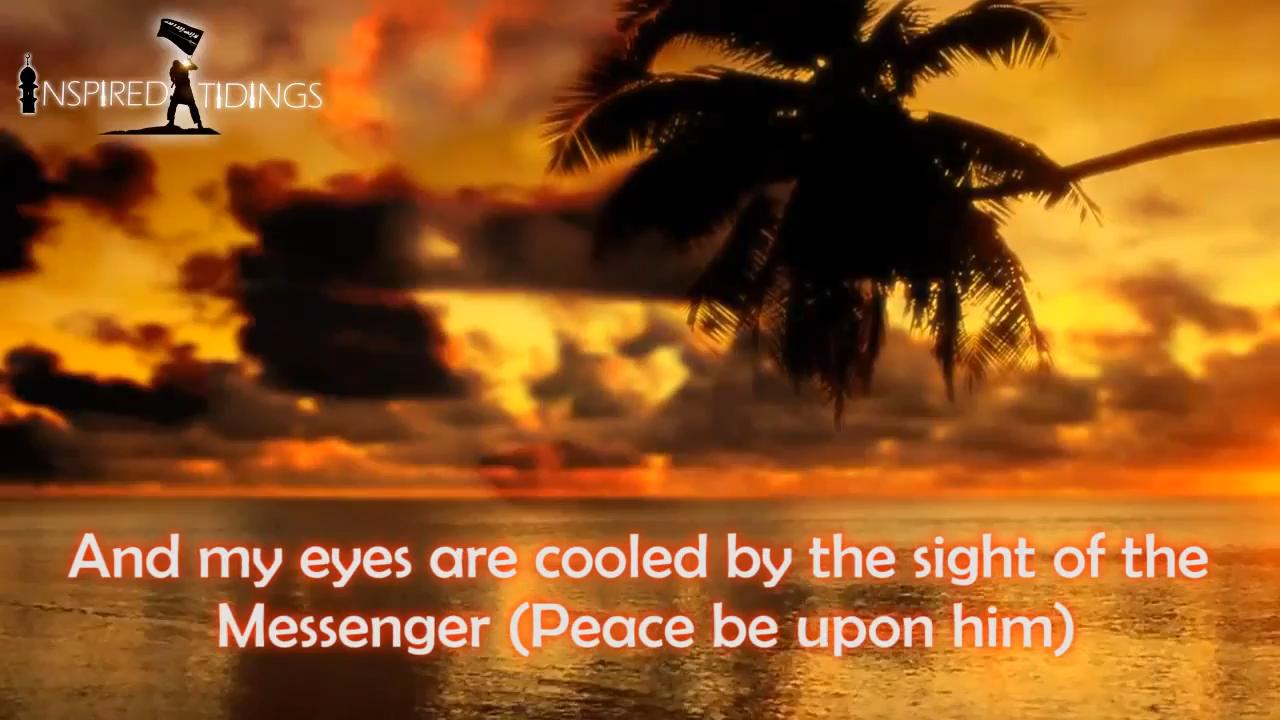 INSPIRED TIDINGS
And my eyes are cooled by the sight of the
Messenger (Peace be upon him)